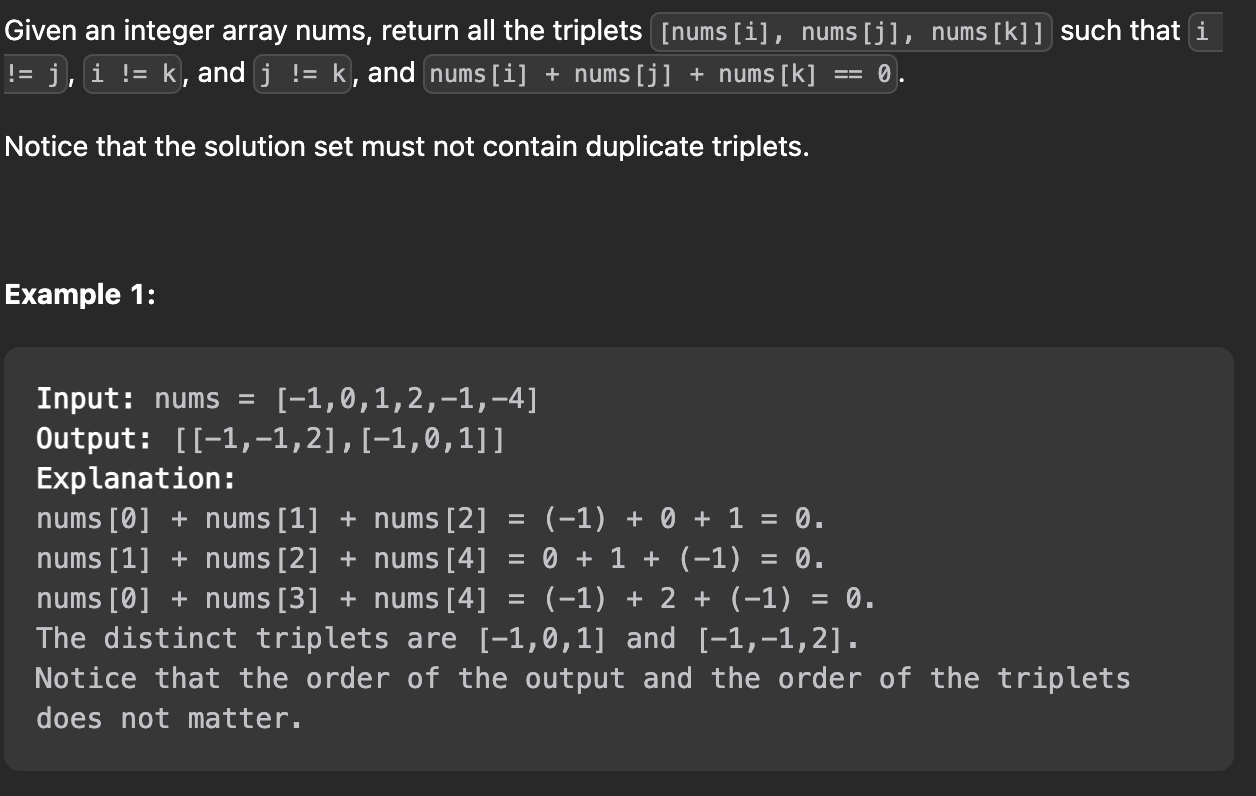 Given an integer array nums, return all the triplets [nums[i], nums[j], nums[k]] such that i
!= j, i != k, and j != k, and nums[i] + nums[j] + nums[k] == 0.
Notice that the solution set must not contain duplicate triplets.
Example 1:
Input: nums = [-1,0,1,2,-1,-4]
Output: [[-1,-1,2],[-1,0,1]]
Explanation:
nums[0] + nums[1] + nums[2] = (-1) + 0 + 1 = 0.
nums[1] + nums[2] + nums[4] = 0 + 1 + (-1) = 0.
nums[0] + nums[3] + nums[4] = (-1) + 2 + (-1) = 0.
The distinct triplets are [-1,0,1] and [-1,-1,2].
Notice that the order of the output and the order of the triplets
does not matter.